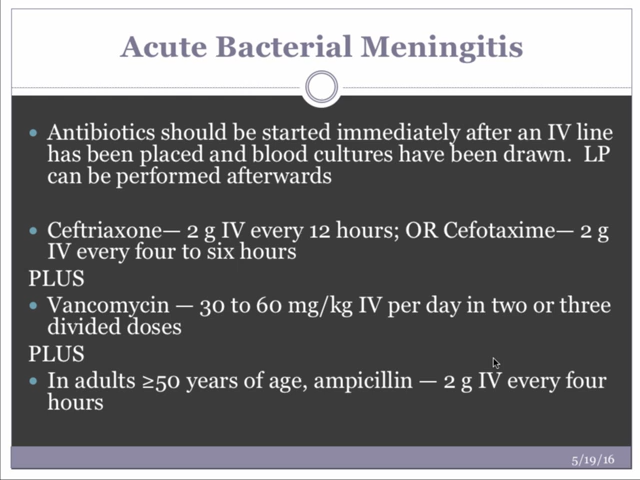 Acute Bacterial Meningitis
• Antibiotics should be started immediately after an IV line
has been placed and blood cultures have been drawn.  LP
can be performed afterwards
• Ceftriaxone— 2 g IV every 12 hours; OR Cefotaxime— 2 g
IV every four to six hours
PLUS
• Vancomycin — 30 to 60 mg/kg IV per day in two or three
divided doses
PLUS
• In adults ≥50 years of age, ampicillin — 2 g IV every four
hours
5/19/16